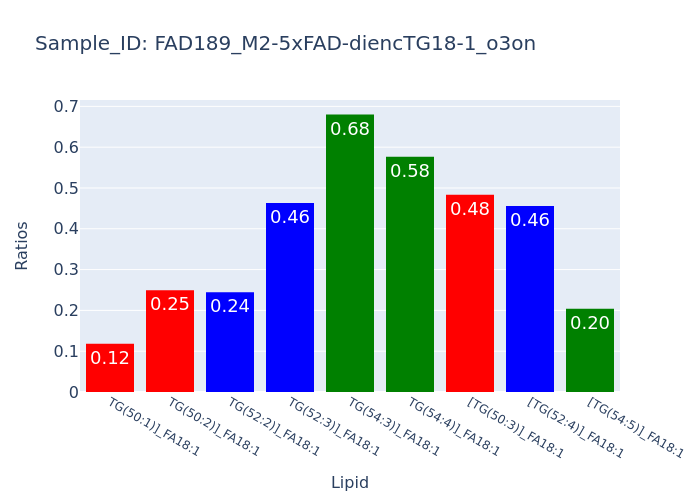 Sample_ID: FAD189_M2-5xFAD-diencTG18-1_o3on
0.7
0.6
0.5
0.4
0.3
0.2
0.1
0
Ratios
0.12
0.25
0.24
0.46
0.68
0.58
0.48
0.46
0.20
TG(50:1)]_FA18:1
TG(50:2)]_FA18:1
TG(52:2)]_FA18:1
TG(52:3)]_FA18:1
TG(54:3)]_FA18:1
TG(54:4)]_FA18:1
[TG(50:3)]_FA18:1
[TG(52:4)]_FA18:1
[TG(54:5)]_FA18:1
Lipid